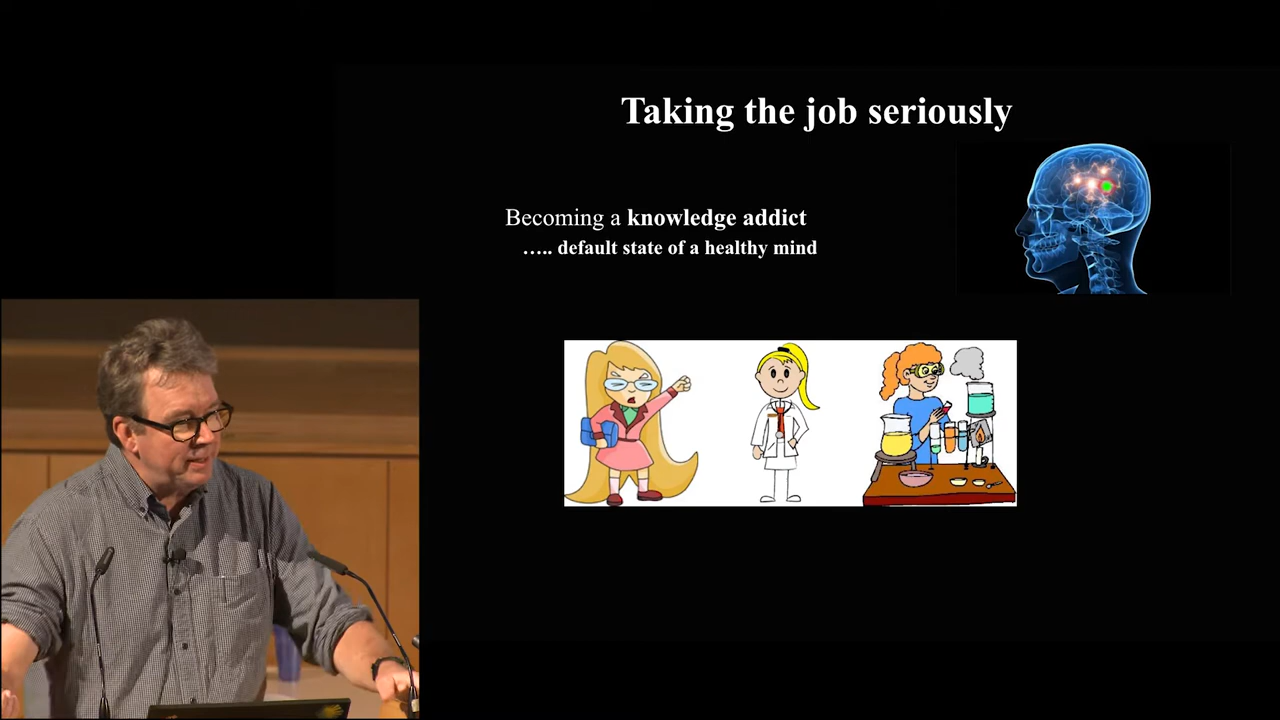 Taking the job seriously
Becoming a knowledge addict
….. default state of a healthy mind